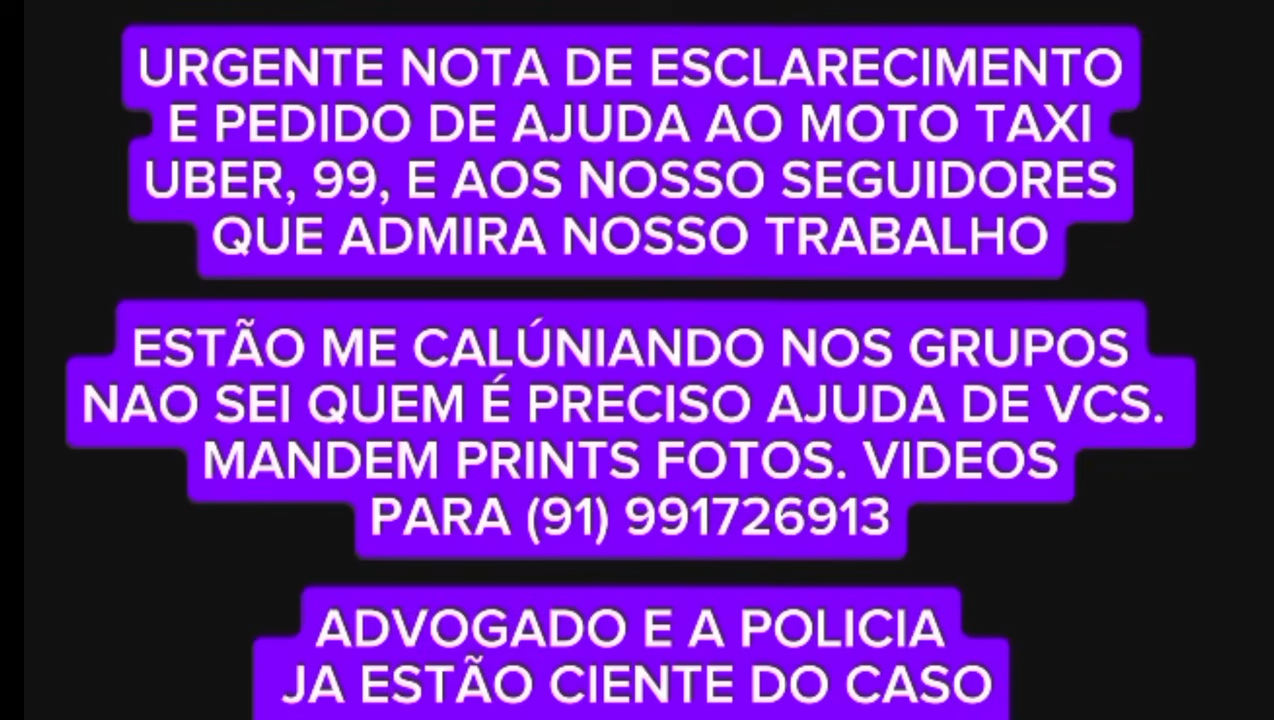 URGENTE NOTA DE ESCLARECIMENTO
E PEDIDO DE AJUDA AO MOTO TAXI
UBER, 99, E AOS NOSSO SEGUIDORES
QUE ADMIRA NOSSO TRABALHO
ESTÃO ME CALÚNIANDO NOS GRUPOS
NAO SEI QUEM É PRECISO AJUDA DE VCS.
MANDEM PRINTS FOTOS. VIDEOS
PARA (91) 991726913
ADVOGADO E A POLICIA
JA ESTÃO CIENTE DO CASO